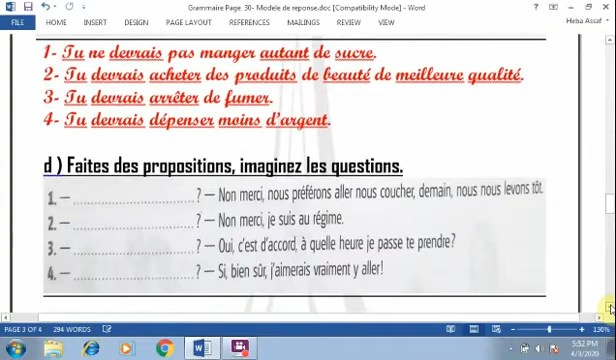 Grammaire Page 30- Modele de reponse.doc [Compatibility Mode] - Word
FILE HOME INSERT DESIGN PAGE LAYOUT REFERENCES MAILINGS REVIEW VIEW Heba Assaf
1- Tu ne devrais pas manger autant de sucre.
2- Tu devrais acheter des produits de beauté de meilleure qualité.
3- Tu devrais arrêter de fumer.
4- Tu devrais dépenser moins d'argent.
d ) Faites des propositions, imaginez les questions.
1. – .............................. ? – Non merci, nous préférons aller nous coucher, demain, nous nous levons tôt.
2. – .............................. ? – Non merci, je suis au régime.
3. – .............................. ? – Oui, c'est d'accord, à quelle heure je passe te prendre?
4. – .............................. ? – Si, bien sûr, j'aimerais vraiment y aller!
PAGE 3 OF 4 294 WORDS 136%
5:52 PM
4/3/2020